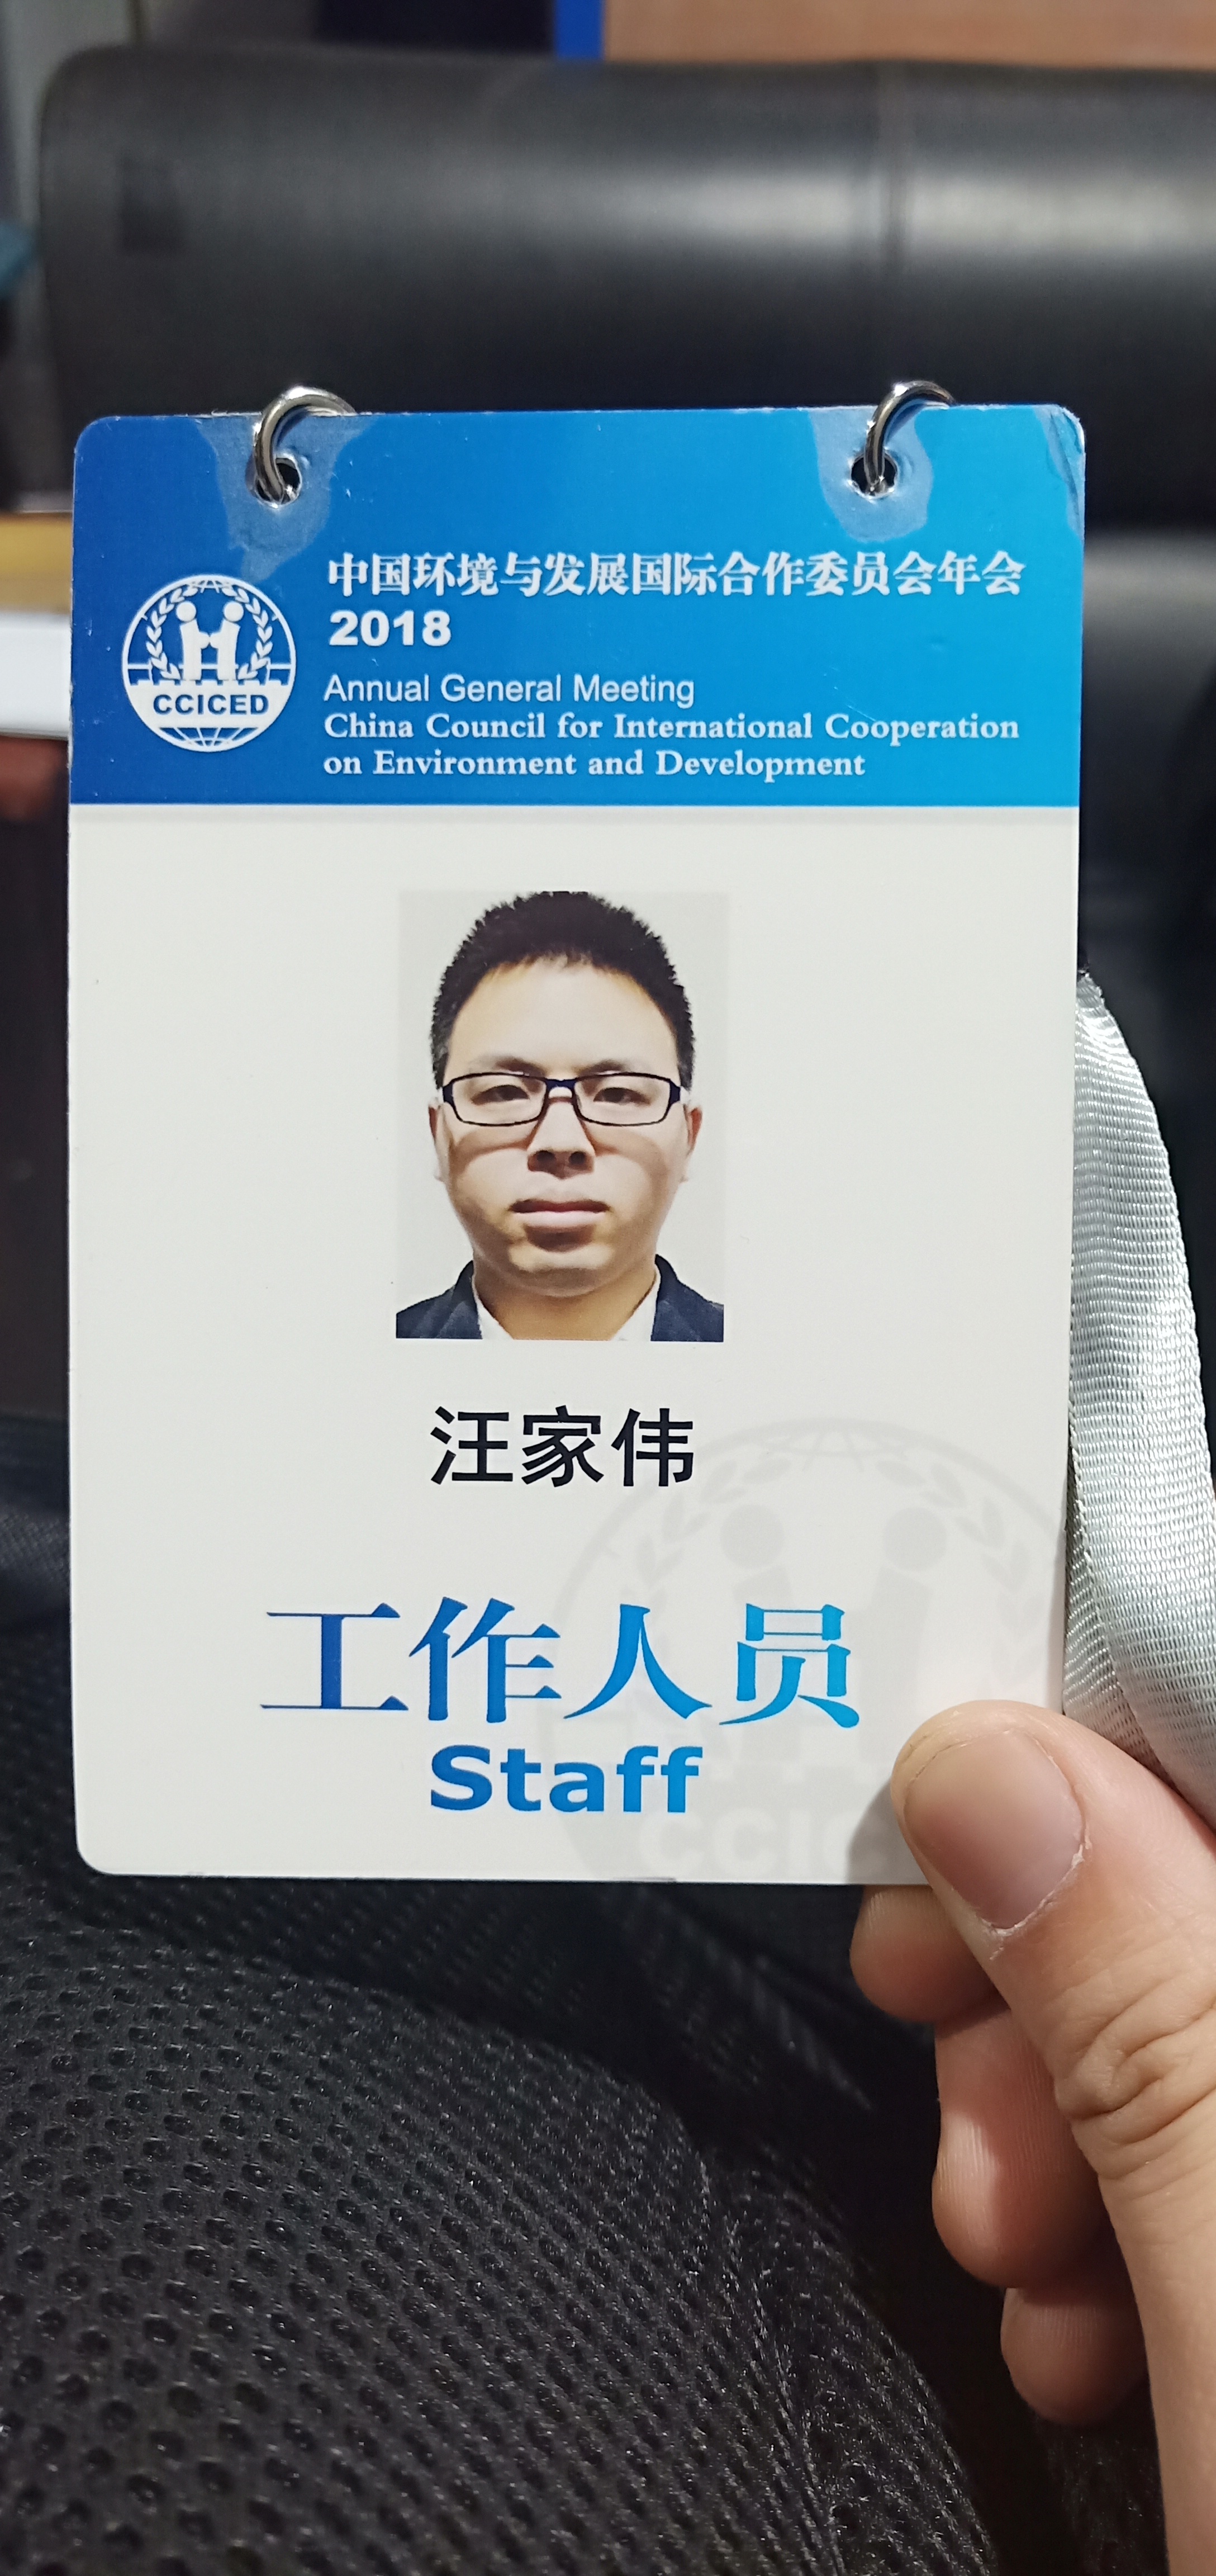 中国环境与发展国际合作委员会年会
2018
Annual General Meeting
China Council for International Cooperation
on Environment and Development
CCICED
汪家伟
工作人员
Staff
CCIC